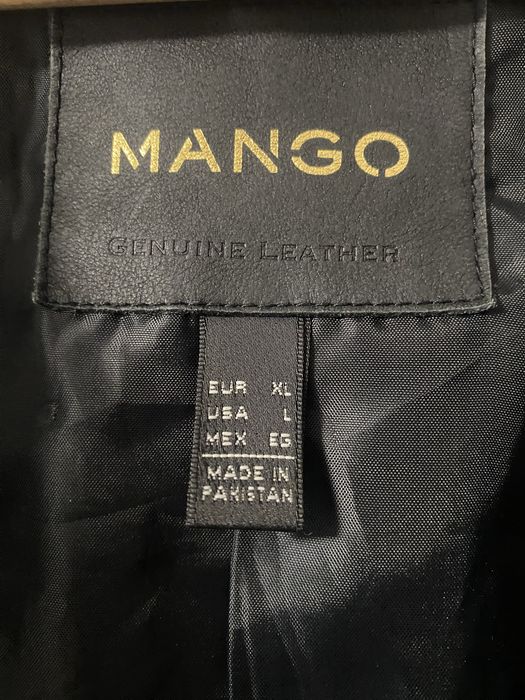 MANGO
GENUINE LEATHER
EUR XL
USA L
MEX EG
MADE IN
PAKISTAN